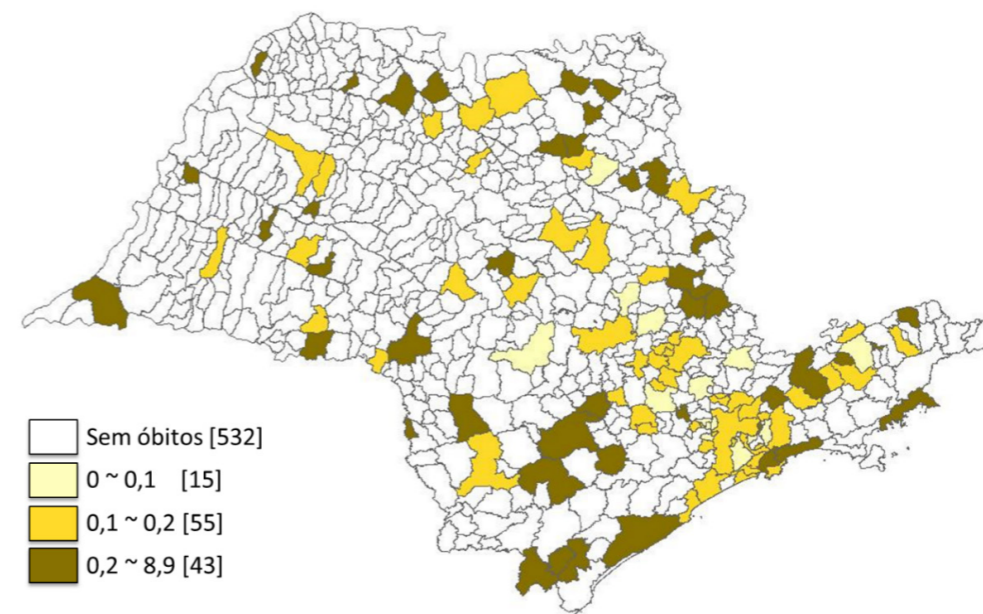 Sem óbitos [532]
0 ~ 0,1 [15]
0,1 ~ 0,2 [55]
0,2 ~ 8,9 [43]